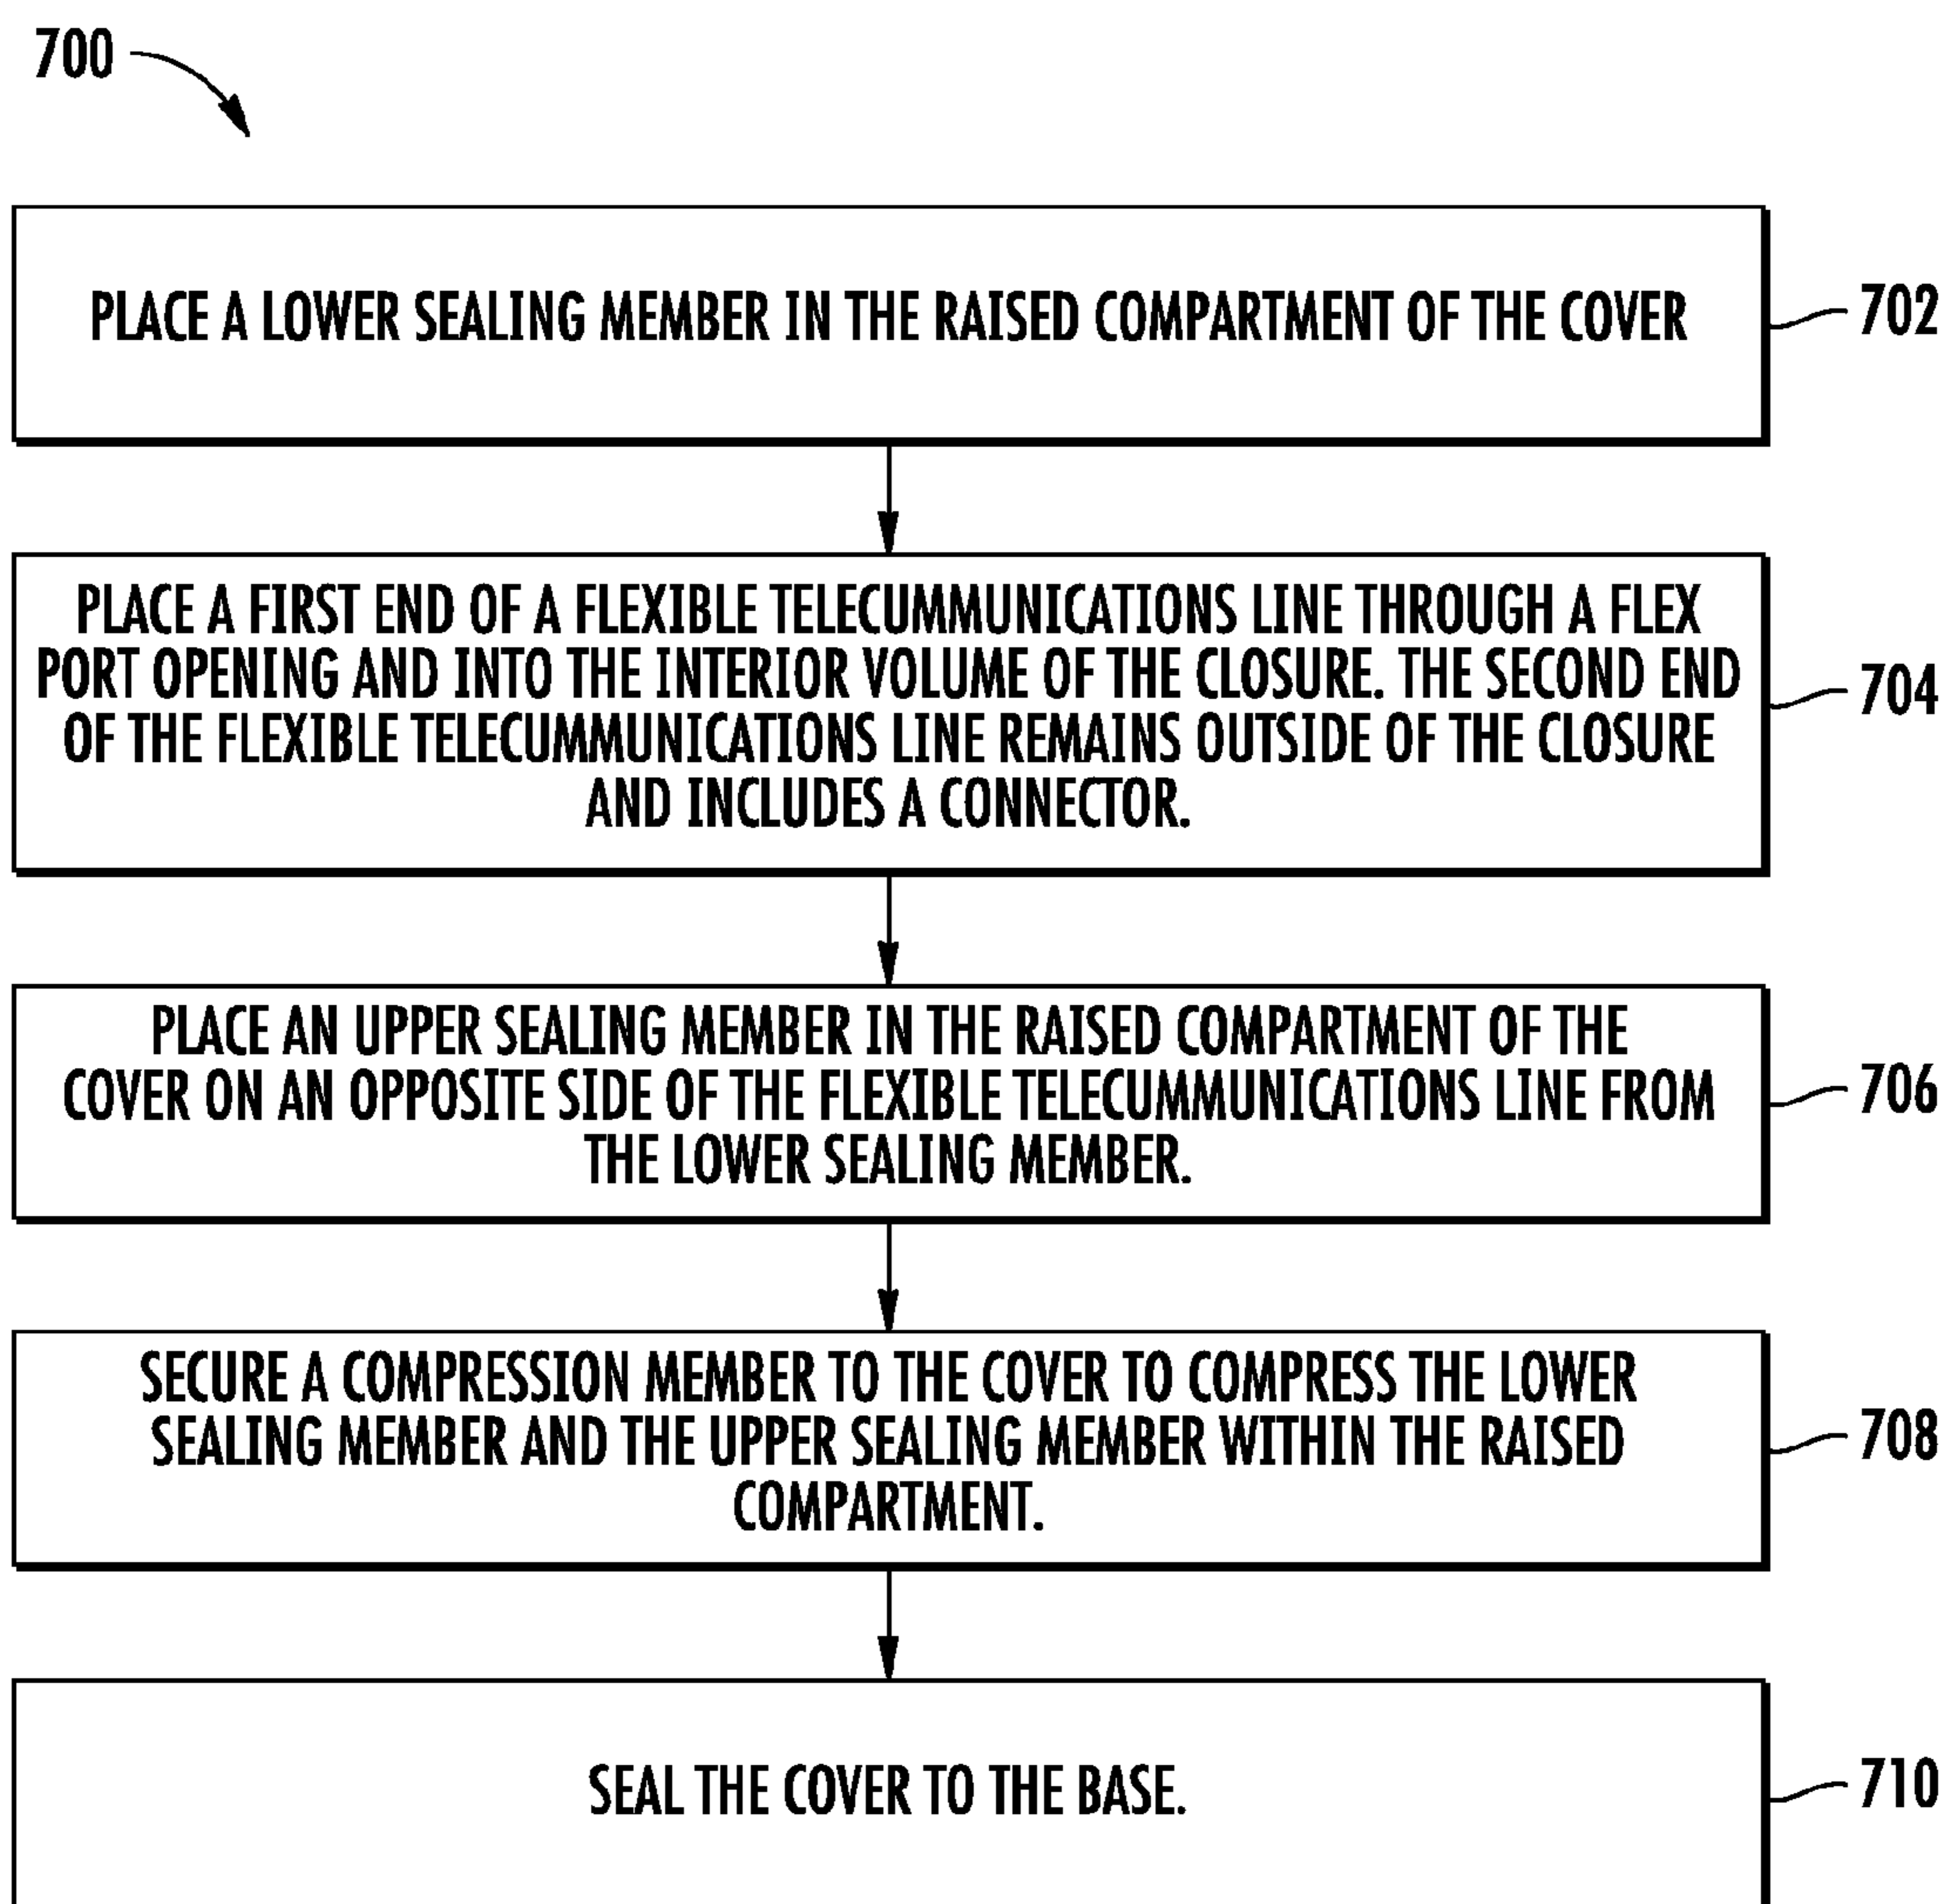 700
PLACE A LOWER SEALING MEMBER IN THE RAISED COMPARTMENT OF THE COVER
702
PLACE A FIRST END OF A FLEXIBLE TELECUMMUNICATIONS LINE THROUGH A FLEX
PORT OPENING AND INTO THE INTERIOR VOLUME OF THE CLOSURE. THE SECOND END
OF THE FLEXIBLE TELECUMMUNICATIONS LINE REMAINS OUTSIDE OF THE CLOSURE
AND INCLUDES A CONNECTOR.
704
PLACE AN UPPER SEALING MEMBER IN THE RAISED COMPARTMENT OF THE
COVER ON AN OPPOSITE SIDE OF THE FLEXIBLE TELECUMMUNICATIONS LINE FROM
THE LOWER SEALING MEMBER.
706
SECURE A COMPRESSION MEMBER TO THE COVER TO COMPRESS THE LOWER
SEALING MEMBER AND THE UPPER SEALING MEMBER WITHIN THE RAISED
COMPARTMENT.
708
SEAL THE COVER TO THE BASE.
710